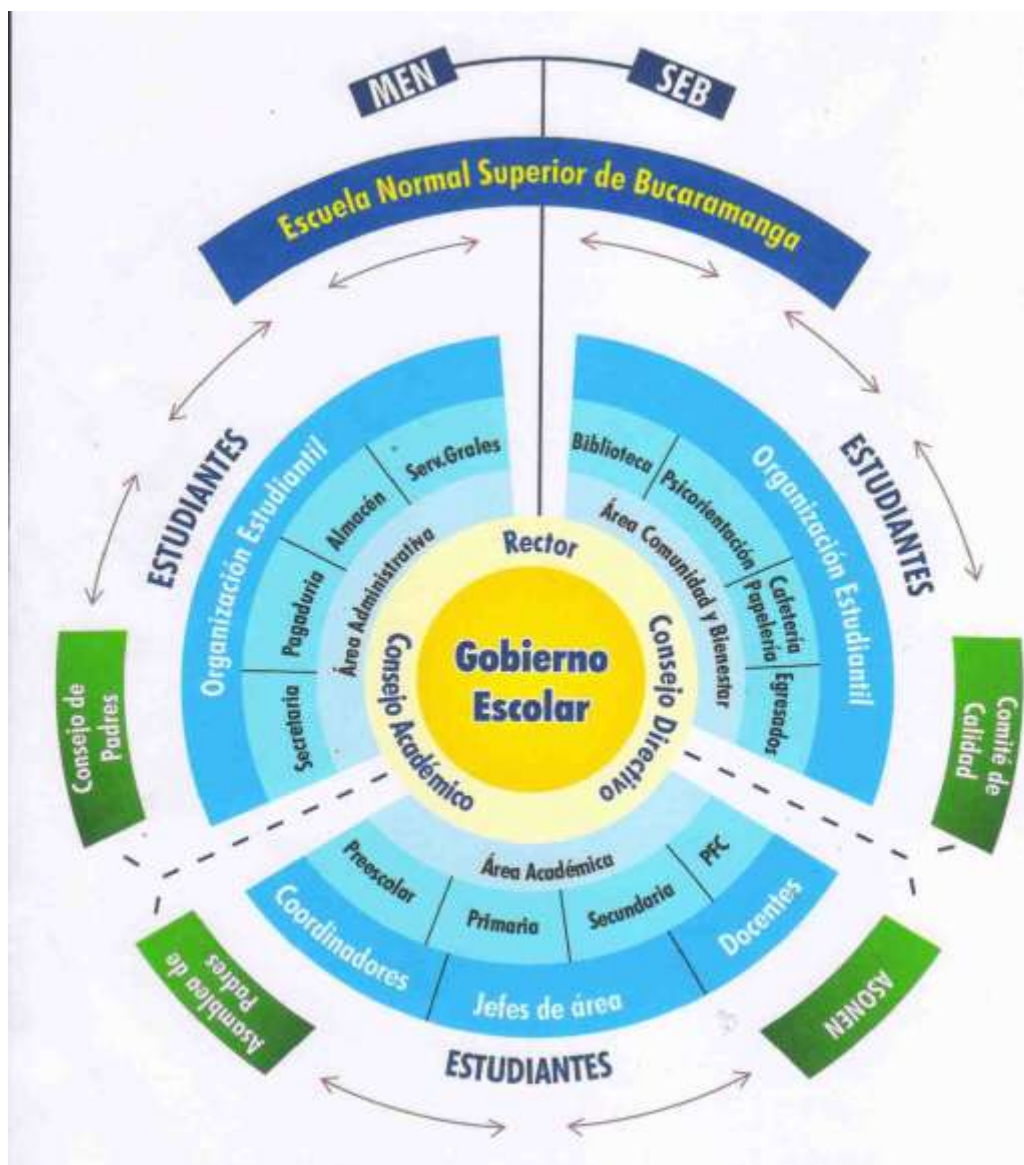 MEN
SEB
Escuela Normal Superior de Bucaramanga
ESTUDIANTES
ESTUDIANTES
Organización Estudiantil
Serv.Grales
Almacén
Pagaduria
Secretaria
Área Administrativa
Organización Estudiantil
Biblioteca
Psicorientación
Cafetería
Papelería
Egresados
Área Comunidad y Bienestar
Rector
Consejo Académico
Consejo Directivo
Gobierno
Escolar
Consejo de
Padres
Comité de
Calidad
Área Académica
Preescolar
Primaria
Secundaria
PFC
Coordinadores
Jefes de área
Docentes
Asamblea de
Padres
ASONEN
ESTUDIANTES